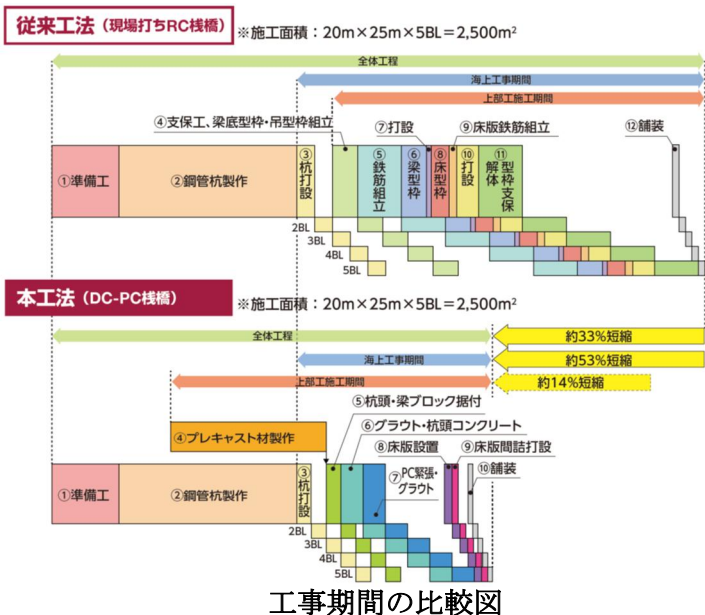 従来工法（現場打ちRC桟橋）
※施工面積：20m×25m×5BL＝2,500m²
全体工程
海上工事期間
上部工施工期間
④支保工、梁底型枠・吊型枠組立
⑦打設
⑨床版鉄筋組立
⑫舗装
①準備工
②鋼管杭製作
③杭打設
⑤鉄筋組立
⑥梁型枠
⑧床型枠
⑩打設
⑪型枠支保解体
2BL
3BL
4BL
5BL
本工法（DC-PC桟橋）
※施工面積：20m×25m×5BL＝2,500m²
全体工程
約33%短縮
海上工事期間
約53%短縮
上部工施工期間
約14%短縮
⑤杭頭・梁ブロック据付
④プレキャスト材製作
⑥グラウト・杭頭コンクリート
⑧床版設置
⑨床版間詰打設
⑩舗装
①準備工
②鋼管杭製作
③杭打設
⑦PC緊張・グラウト
2BL
3BL
4BL
5BL
工事期間の比較図